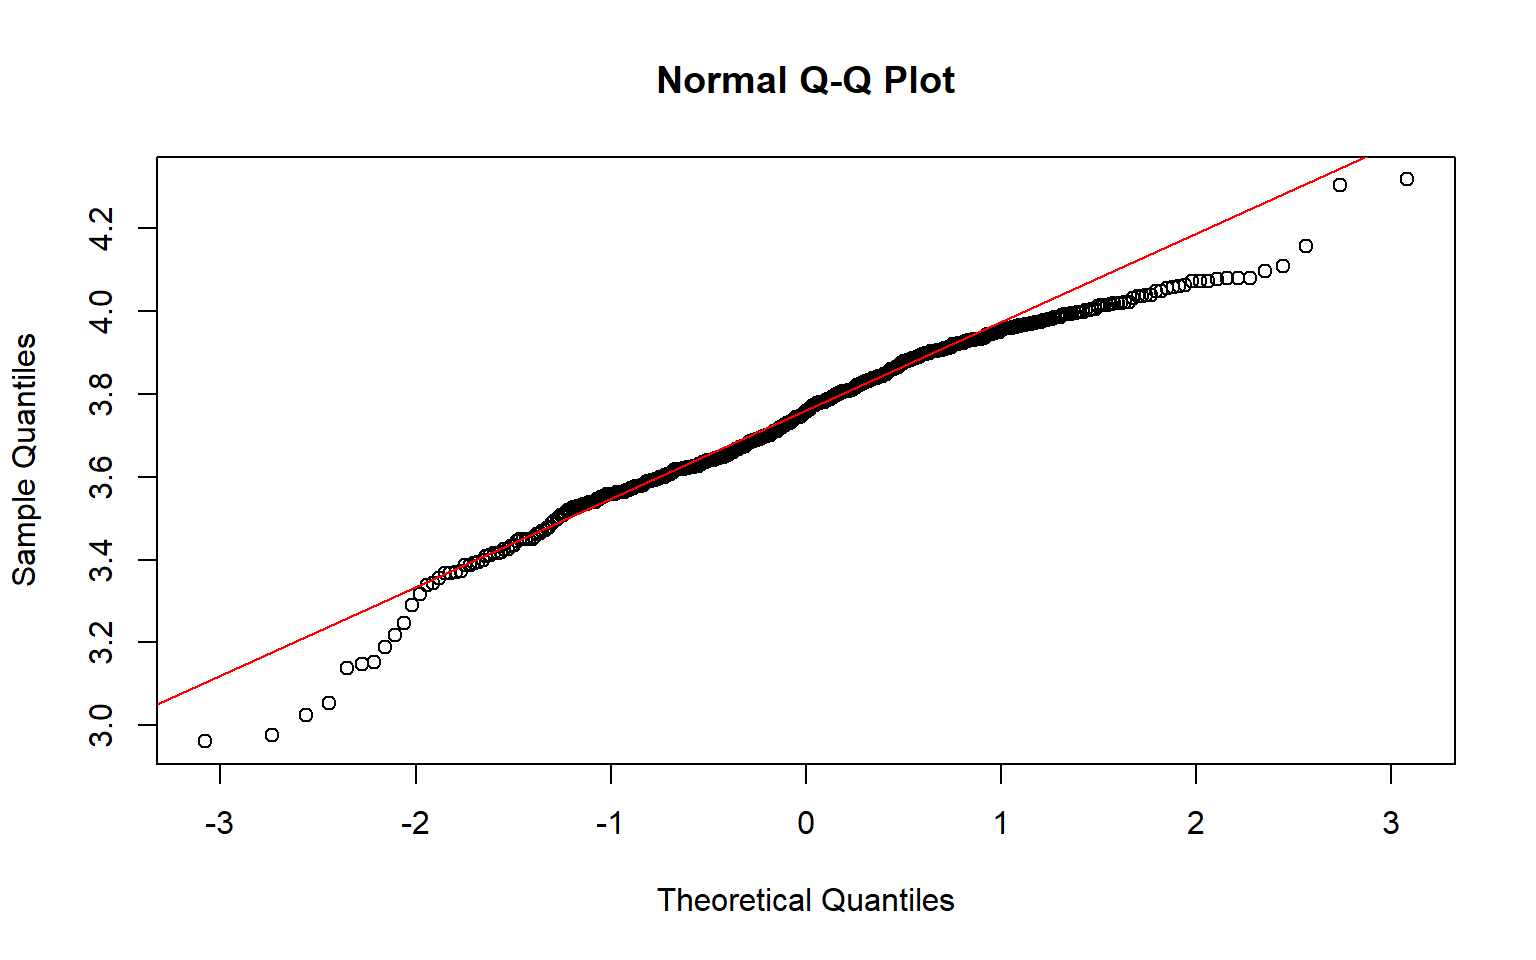 Normal Q-Q Plot
Sample Quantiles
4.2
4.0
3.8
3.6
3.4
3.2
3.0
-3 -2 -1 0 1 2 3
Theoretical Quantiles